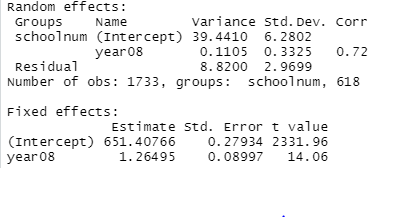 Random effects:
Groups Name Variance Std.Dev. Corr
schoolnum (Intercept) 39.4410 6.2802
year08 0.1105 0.3325 0.72
Residual 8.8200 2.9699
Number of obs: 1733, groups: schoolnum, 618
Fixed effects:
Estimate Std. Error t value
(Intercept) 651.40766 0.27934 2331.96
year08 1.26495 0.08997 14.06